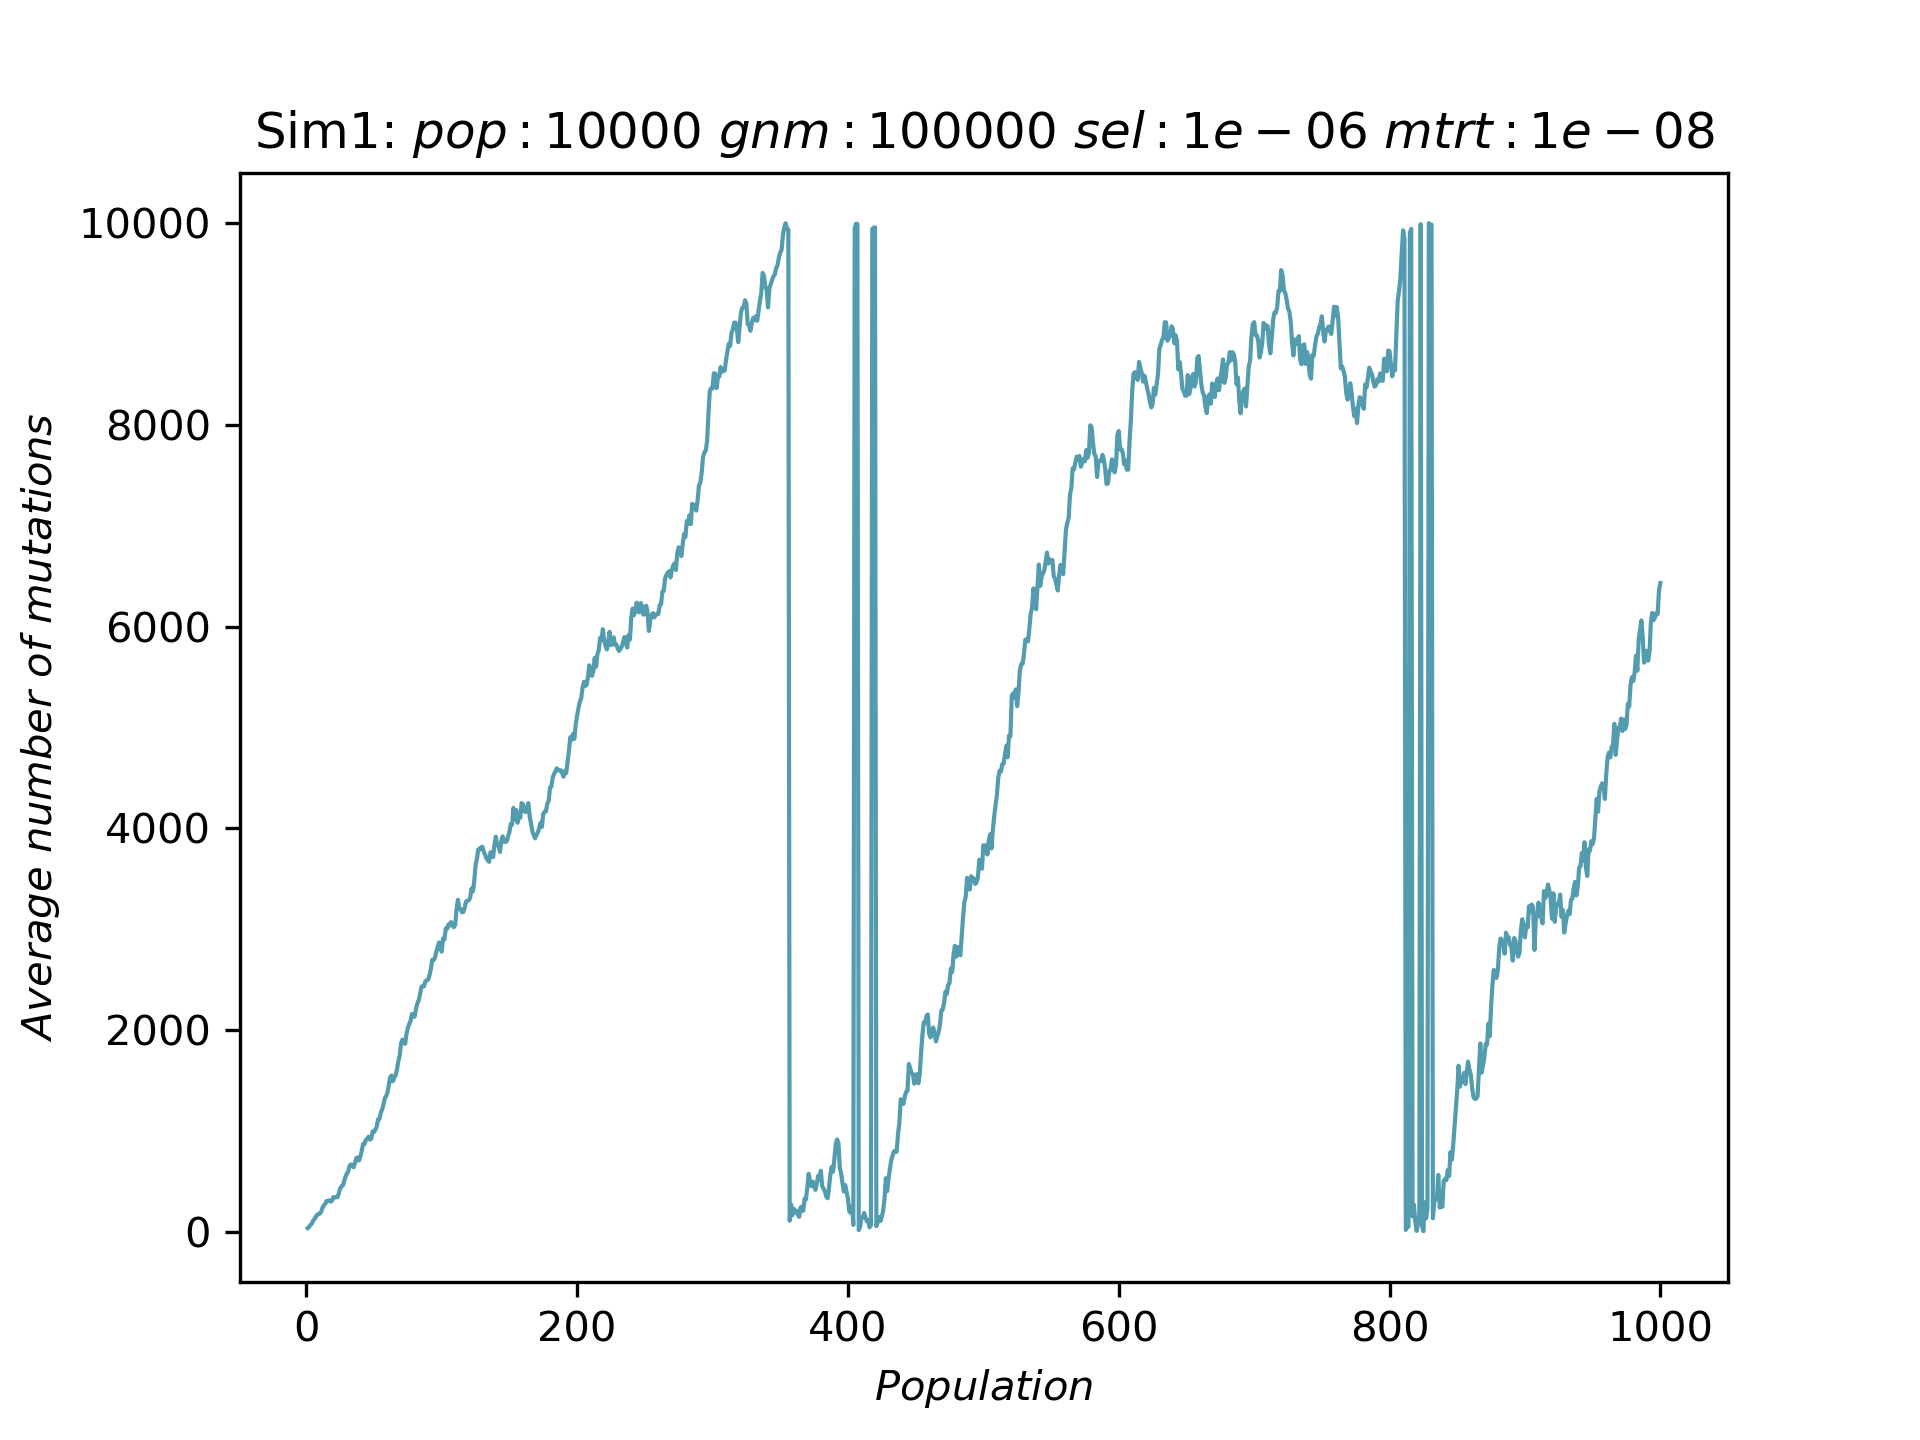 Sim1: pop : 10000 gnm : 100000 sel : 1e − 06 mtrt : 1e − 08
Average number of mutations
10000
8000
6000
4000
2000
0
0 200 400 600 800 1000
Population